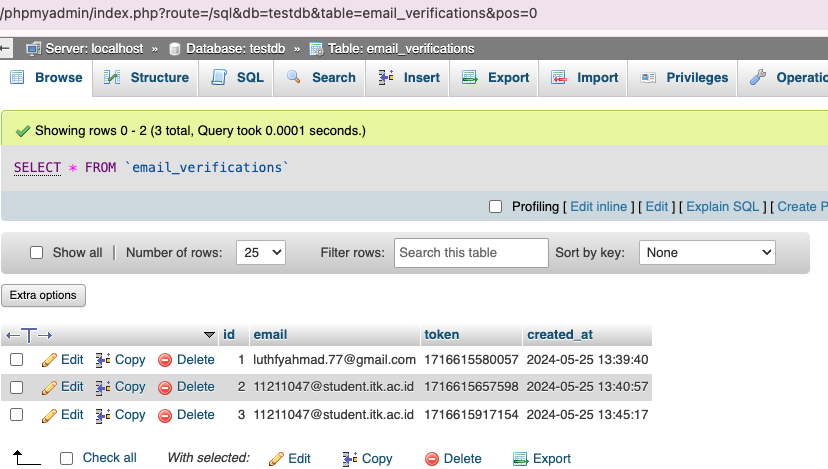 /phpmyadmin/index.php?route=/sql&db=testdb&table=email_verifications&pos=0
Server: localhost » Database: testdb » Table: email_verifications
Browse Structure SQL Search Insert Export Import Privileges Operatio
Showing rows 0 - 2 (3 total, Query took 0.0001 seconds.)
SELECT * FROM `email_verifications`
Profiling [ Edit inline ] [ Edit ] [ Explain SQL ] [ Create P
Show all | Number of rows: 25 Filter rows: Search this table Sort by key: None
Extra options
id email token created_at
Edit Copy Delete 1 luthfyahmad.77@gmail.com 1716615580057 2024-05-25 13:39:40
Edit Copy Delete 2 11211047@student.itk.ac.id 1716615657598 2024-05-25 13:40:57
Edit Copy Delete 3 11211047@student.itk.ac.id 1716615917154 2024-05-25 13:45:17
Check all With selected: Edit Copy Delete Export